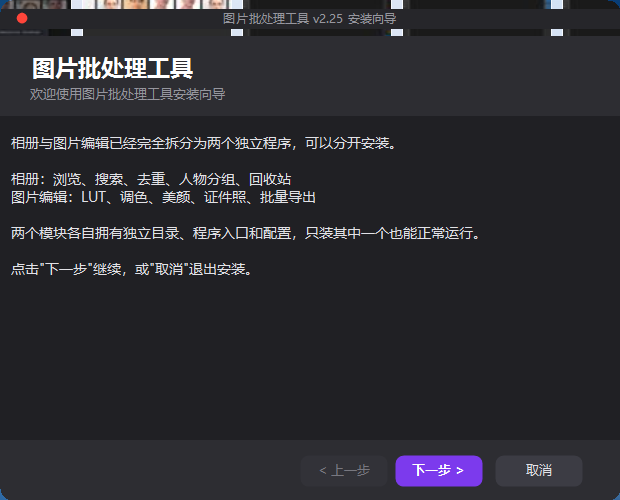 图片批处理工具 v2.25 安装向导
图片批处理工具
欢迎使用图片批处理工具安装向导
相册与图片编辑已经完全拆分为两个独立程序，可以分开安装。
相册：浏览、搜索、去重、人物分组、回收站
图片编辑：LUT、调色、美颜、证件照、批量导出
两个模块各自拥有独立目录、程序入口和配置，只装其中一个也能正常运行。
点击"下一步"继续，或"取消"退出安装。
< 上一步 下一步 > 取消